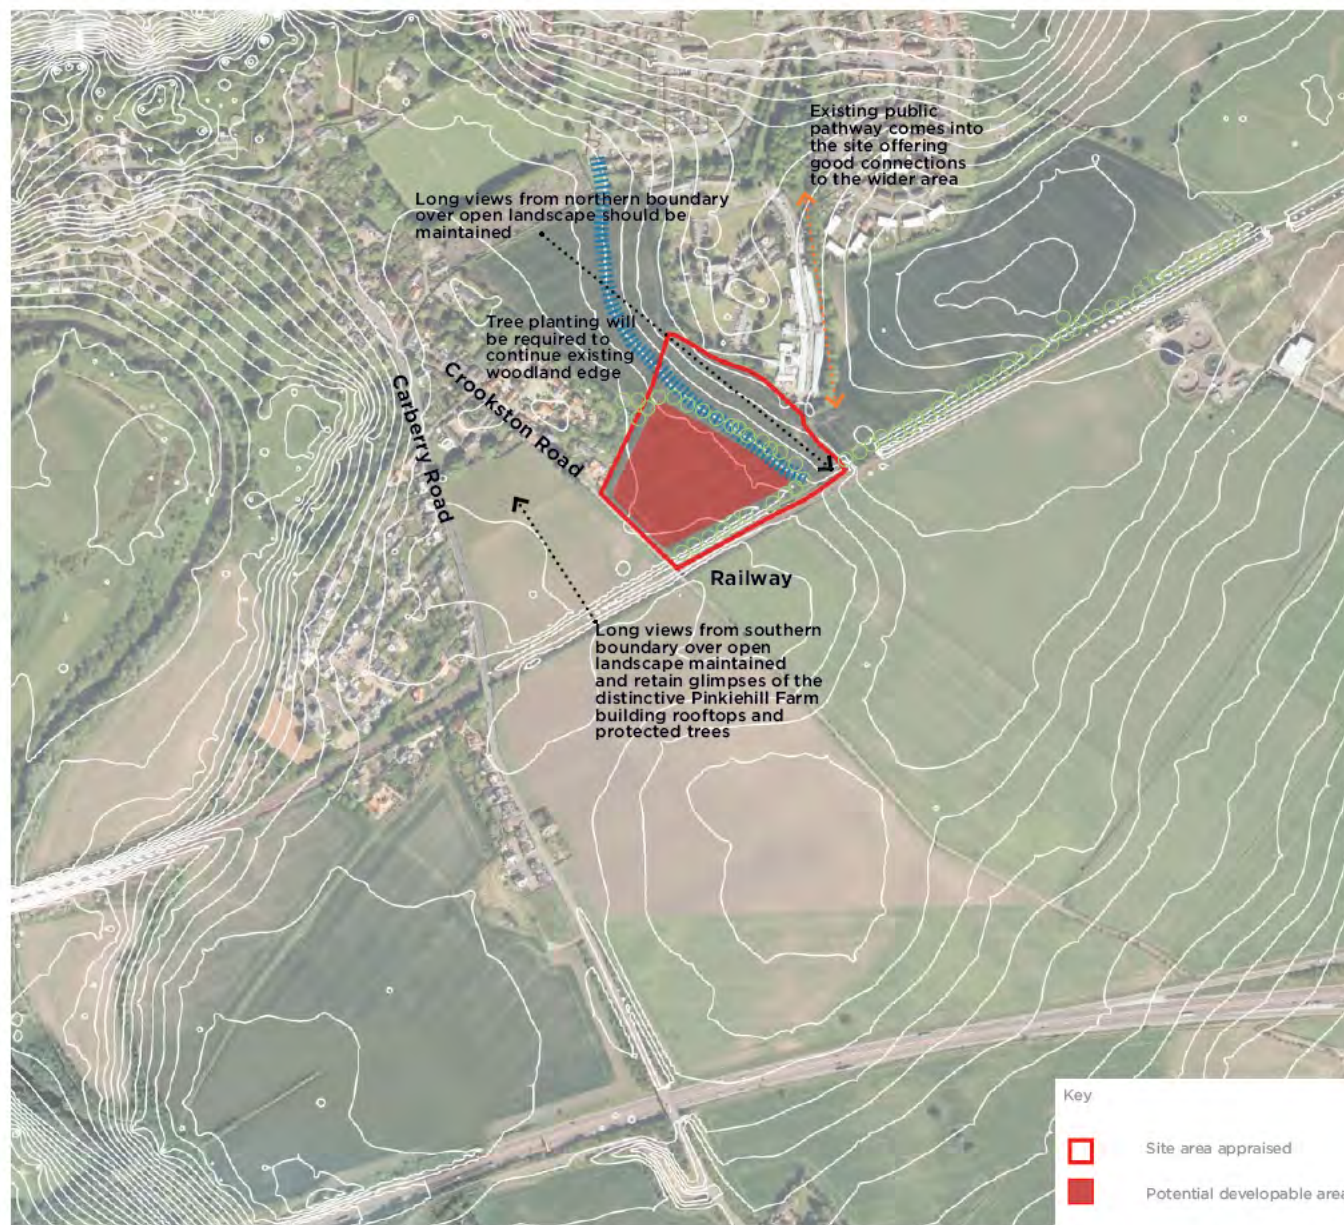 Existing public
pathway comes into
the site offering
good connections
to the wider area
Long views from northern boundary
over open landscape should be
maintained
Tree planting will
be required to
continue existing
woodland edge
Crookston Road
Carberry Road
Railway
Long views from southern
boundary over open
landscape maintained
and retain glimpses of the
distinctive Pinkiehill Farm
building rooftops and
protected trees
Key
Site area appraised
Potential developable area